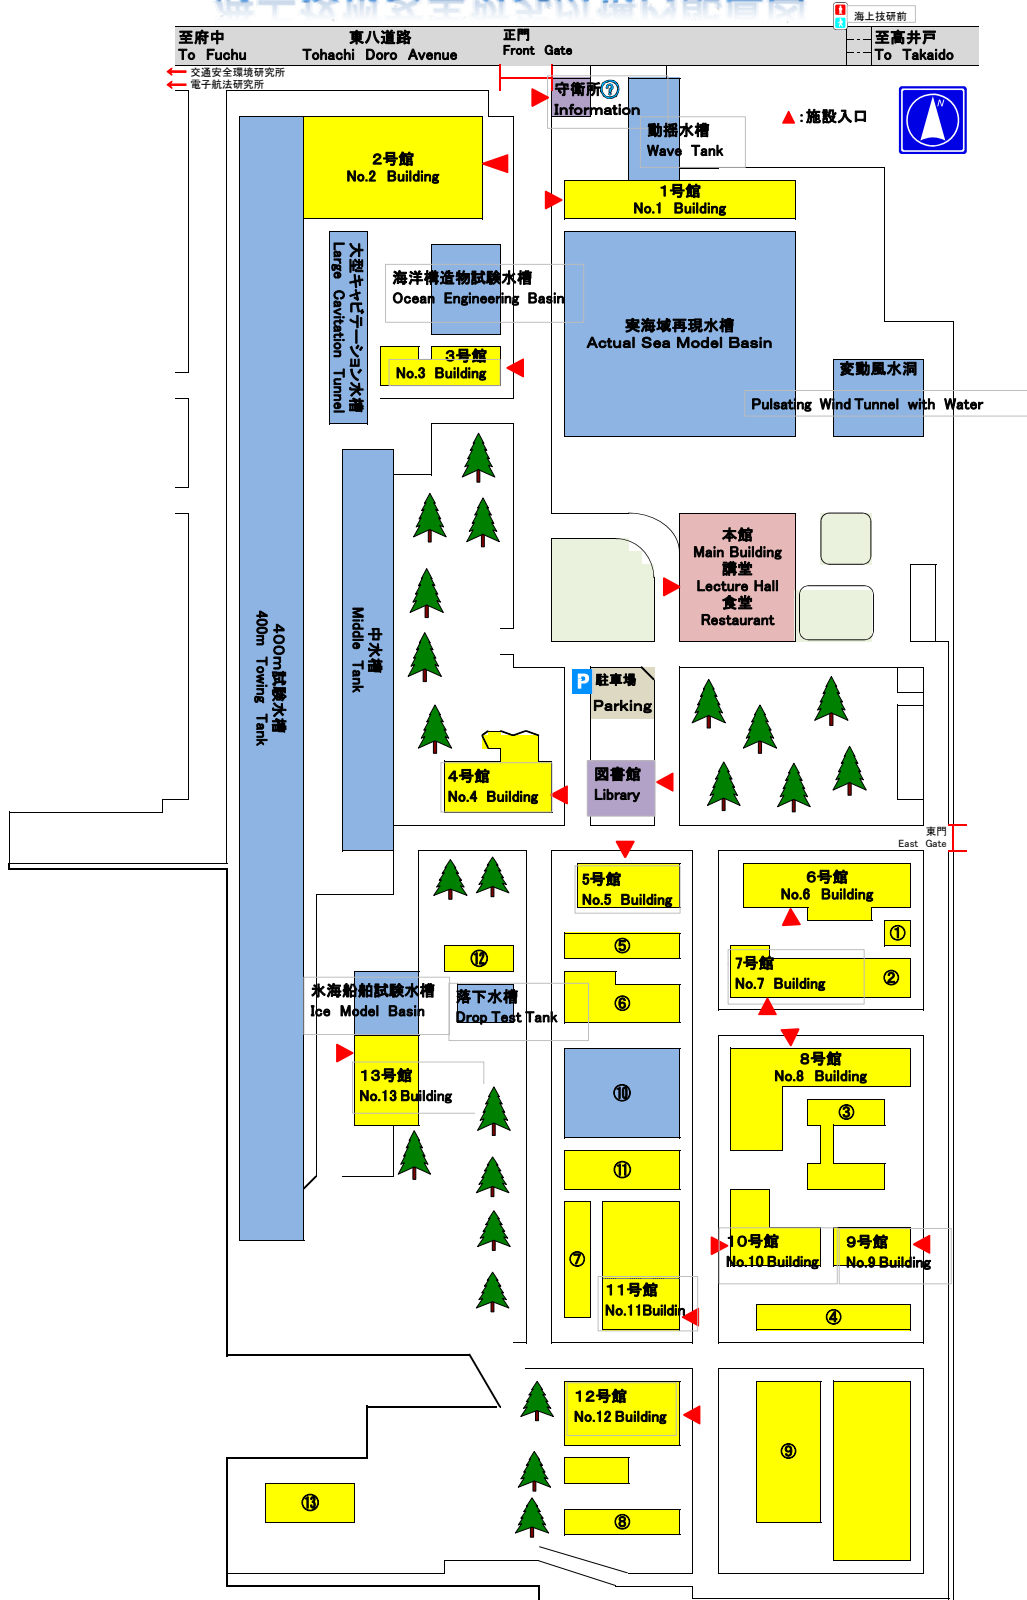 海上技研前
至府中
To Fuchu
東八道路
Tohachi Doro Avenue
正門
Front Gate
至高井戸
To Takaido
交通安全環境研究所
電子航法研究所
守衛所?
Information
▲:施設入口
N
動揺水槽
Wave Tank
2号館
No.2 Building
1号館
No.1 Building
大型キャビテーション水槽
Large Cavitation Tunnel
海洋構造物試験水槽
Ocean Engineering Basin
実海域再現水槽
Actual Sea Model Basin
3号館
No.3 Building
変動風水洞
Pulsating Wind Tunnel with Water
本館
Main Building
講堂
Lecture Hall
食堂
Restaurant
400m試験水槽
400m Towing Tank
中水槽
Middle Tank
P
駐車場
Parking
4号館
No.4 Building
図書館
Library
東門
East Gate
5号館
No.5 Building
6号館
No.6 Building
①
⑤
⑫
7号館
No.7 Building
②
氷海船舶試験水槽
Ice Model Basin
落下水槽
Drop Test Tank
⑥
8号館
No.8 Building
13号館
No.13 Building
⑩
③
⑪
10号館
No.10 Building
9号館
No.9 Building
⑦
11号館
No.11Buildin
④
12号館
No.12 Building
⑨
⑬
⑧